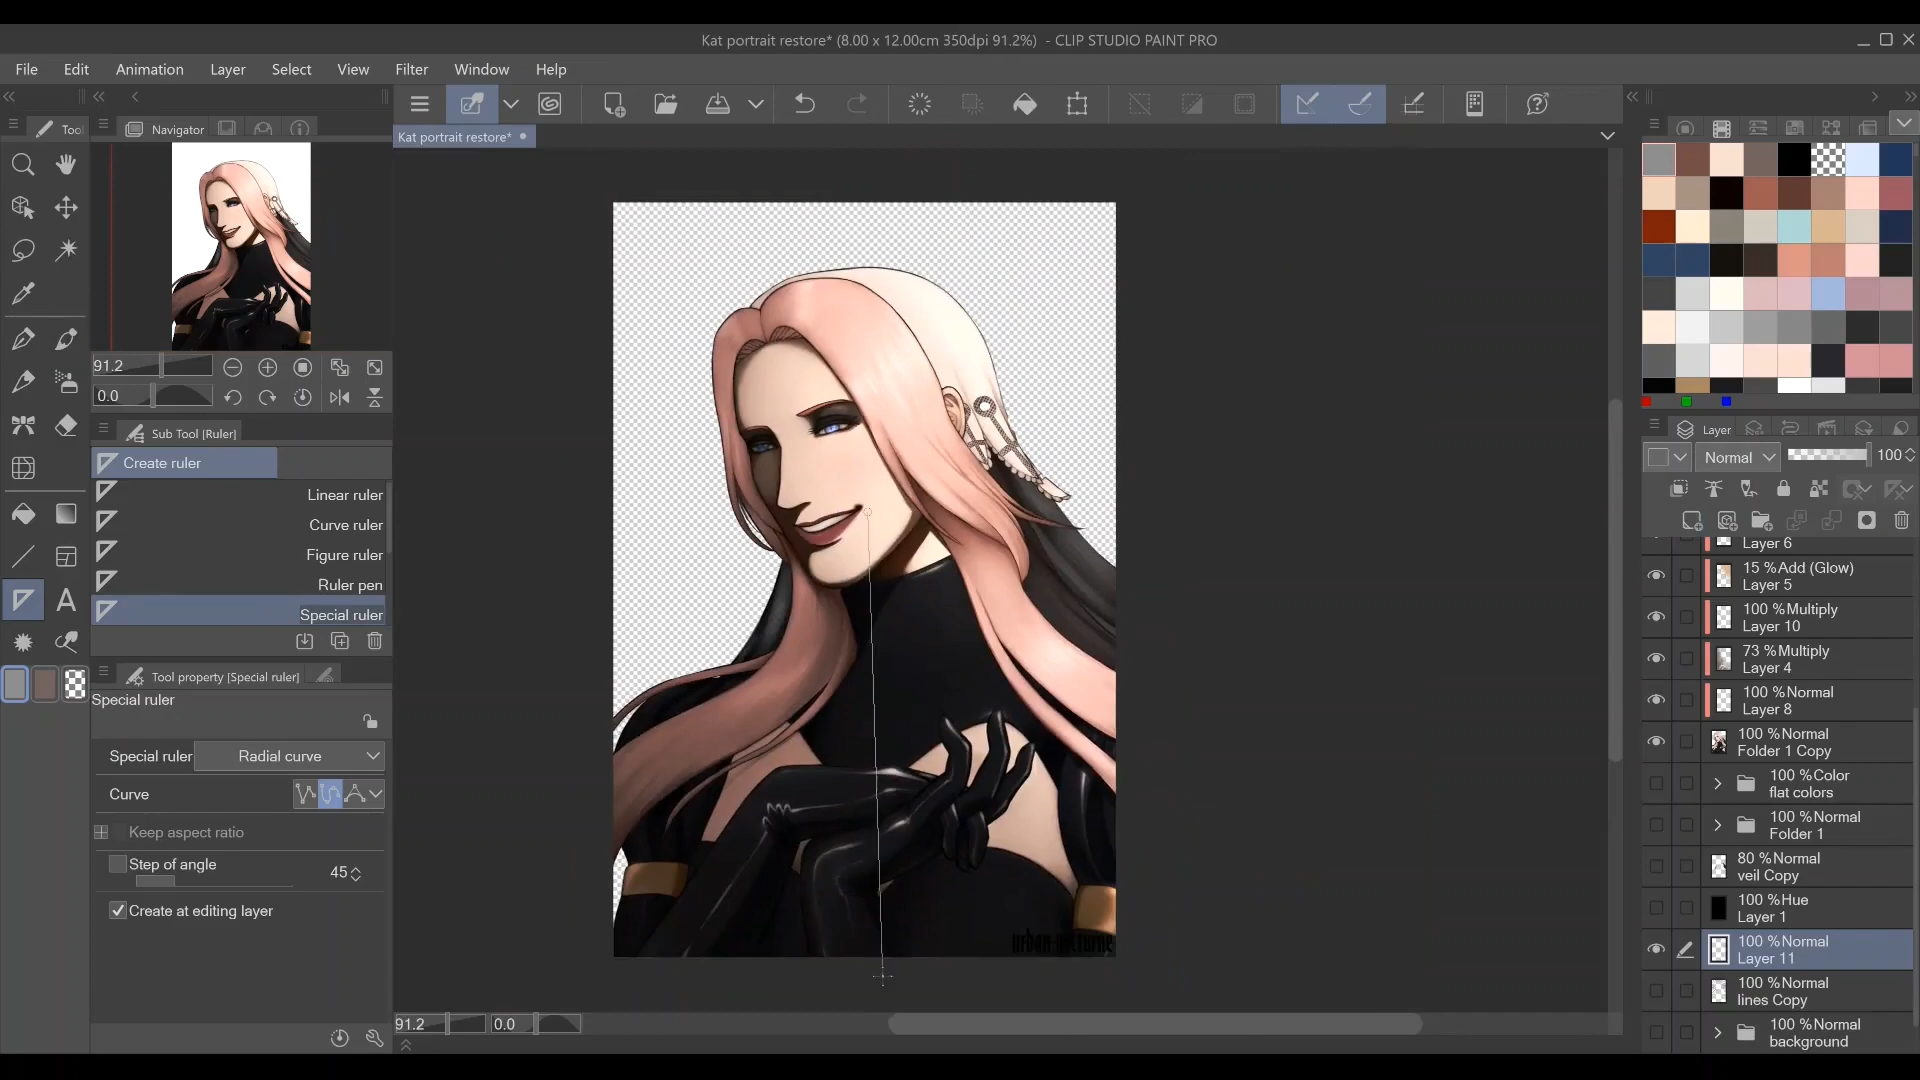 Kat portrait restore* (8.00 x 12.00cm 350dpi 91.2%) - CLIP STUDIO PAINT PRO
File Edit Animation Layer Select View Filter Window Help
Tool
Navigator
Kat portrait restore*
91.2
0.0
Sub Tool [Ruler]
Create ruler
Linear ruler
Curve ruler
Figure ruler
Ruler pen
Special ruler
Tool property [Special ruler]
Special ruler
Special ruler Radial curve
Curve
Keep aspect ratio
Step of angle 45
Create at editing layer
urban nocturne
91.2 0.0
Layer
Normal 100
Layer 6
15 %Add (Glow)
Layer 5
100 %Multiply
Layer 10
73 %Multiply
Layer 4
100 %Normal
Layer 8
100 %Normal
Folder 1 Copy
100 %Color
flat colors
100 %Normal
Folder 1
80 %Normal
veil Copy
100 %Hue
Layer 1
100 %Normal
Layer 11
100 %Normal
lines Copy
100 %Normal
background